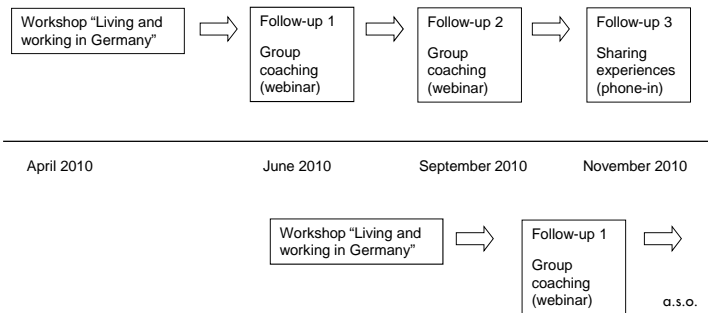 Workshop “Living and
working in Germany”
Follow-up 1
Group
coaching
(webinar)
Follow-up 2
Group
coaching
(webinar)
Follow-up 3
Sharing
experiences
(phone-in)
April 2010
June 2010
September 2010
November 2010
Workshop “Living and
working in Germany”
Follow-up 1
Group
coaching
(webinar)
a.s.o.